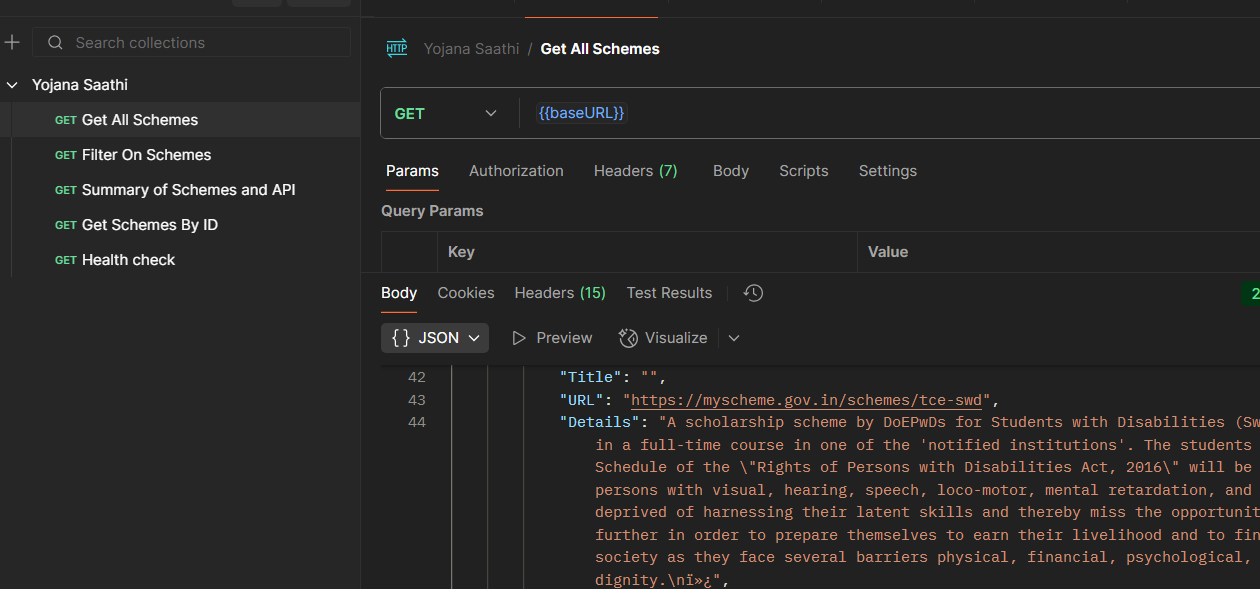 Search collections
Yojana Saathi
GET Get All Schemes
GET Filter On Schemes
GET Summary of Schemes and API
GET Get Schemes By ID
GET Health check
HTTP Yojana Saathi / Get All Schemes
GET {{baseURL}}
Params Authorization Headers (7) Body Scripts Settings
Query Params
Key Value
Body Cookies Headers (15) Test Results 2
{} JSON Preview Visualize
42 "Title": "",
43 "URL": "https://myscheme.gov.in/schemes/tce-swd",
44 "Details": "A scholarship scheme by DoEPwDs for Students with Disabilities (Sw
in a full-time course in one of the 'notified institutions'. The students
Schedule of the \"Rights of Persons with Disabilities Act, 2016\" will be
persons with visual, hearing, speech, loco-motor, mental retardation, and
deprived of harnessing their latent skills and thereby miss the opportunit
further in order to prepare themselves to earn their livelihood and to fin
society as they face several barriers physical, financial, psychological,
dignity.\nï»¿",